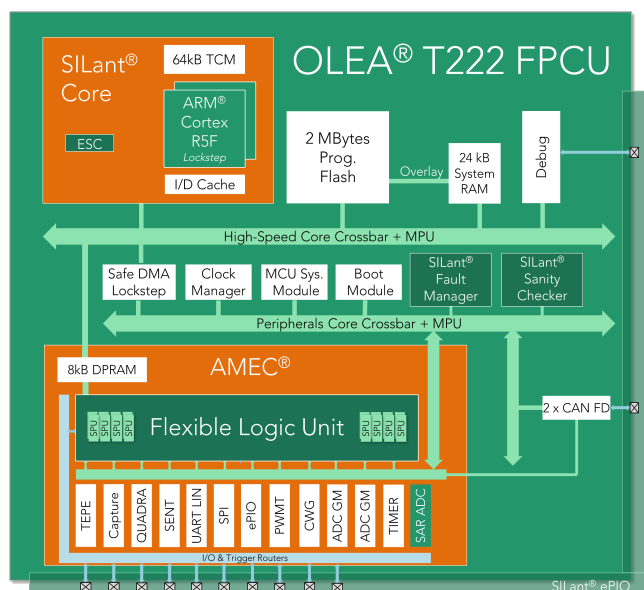 OLEA® T222 FPCU
SILant®
Core
64kB TCM
ARM®
Cortex
R5F
Lockstep
ESC
I/D Cache
2 MBytes
Prog.
Flash
Overlay
24 kB
System
RAM
Debug
High-Speed Core Crossbar + MPU
Safe DMA
Lockstep
Clock
Manager
MCU Sys.
Module
Boot
Module
SILant®
Fault
Manager
SILant®
Sanity
Checker
Peripherals Core Crossbar + MPU
8kB DPRAM
AMEC®
SPU
SPU
SPU
SPU
Flexible Logic Unit
SPU
SPU
SPU
SPU
2 x CAN FD
TEPE
Capture
QUADRA
SENT
UART LIN
SPI
ePIO
PWMT
CWG
ADC GM
ADC GM
TIMER
SAR ADC
I/O & Trigger Routers
SILant® ePIO